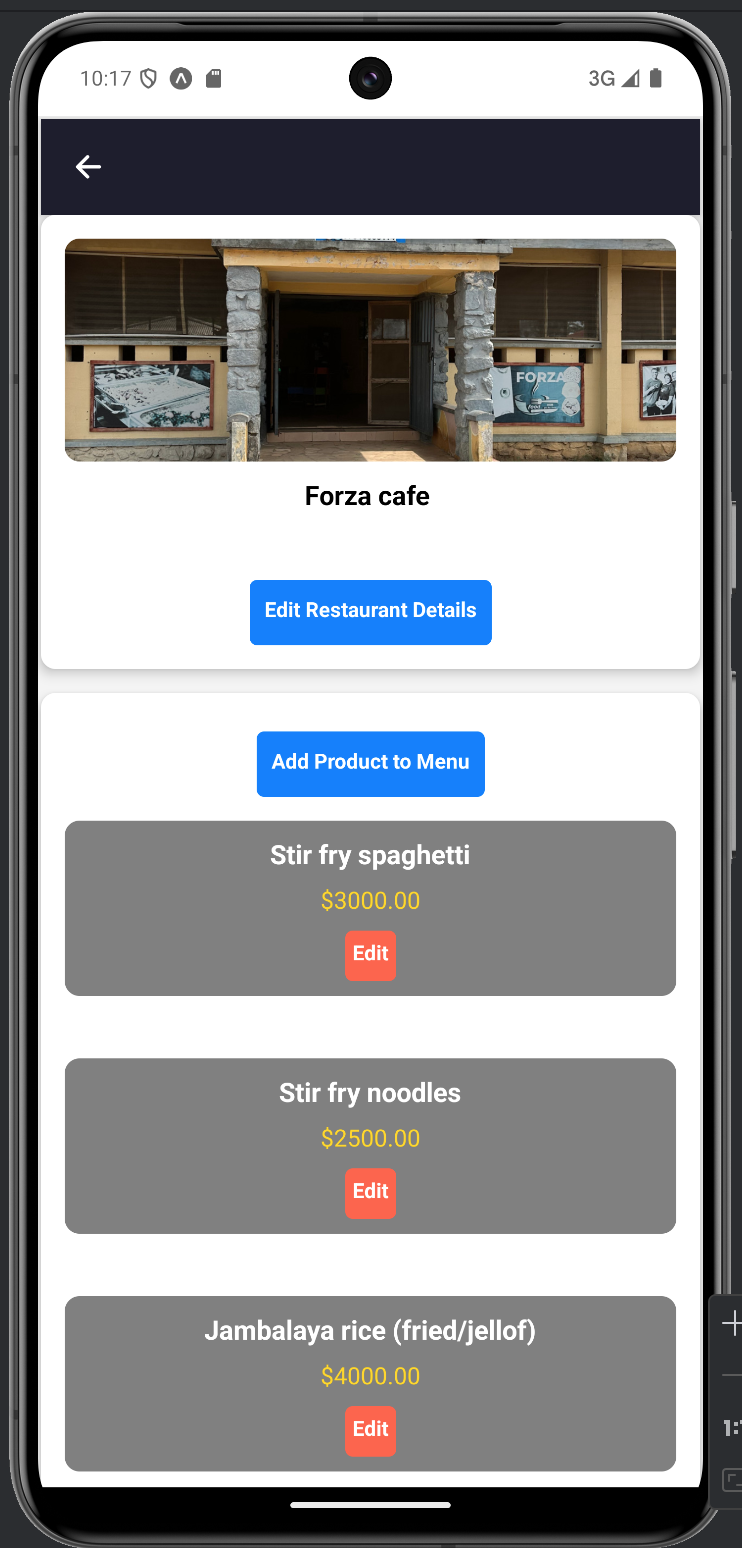 10:17
3G
FORZA
Forza cafe
Edit Restaurant Details
Add Product to Menu
Stir fry spaghetti
$3000.00
Edit
Stir fry noodles
$2500.00
Edit
Jambalaya rice (fried/jellof)
$4000.00
Edit